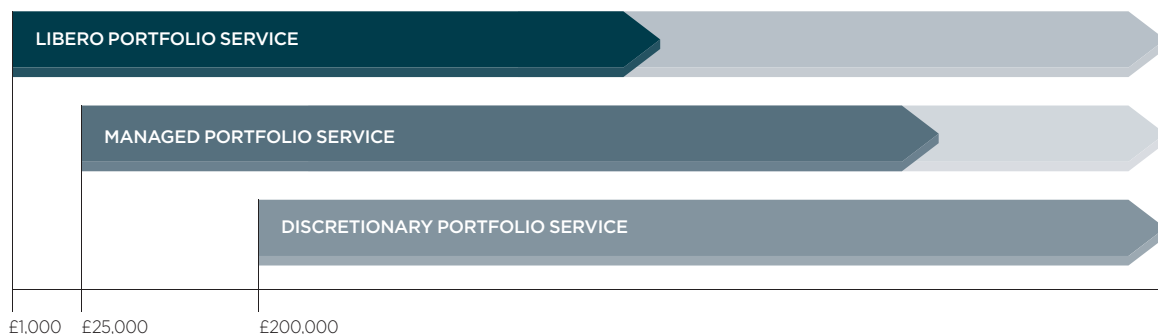 LIBERO PORTFOLIO SERVICE
MANAGED PORTFOLIO SERVICE
DISCRETIONARY PORTFOLIO SERVICE
£1,000 £25,000 £200,000